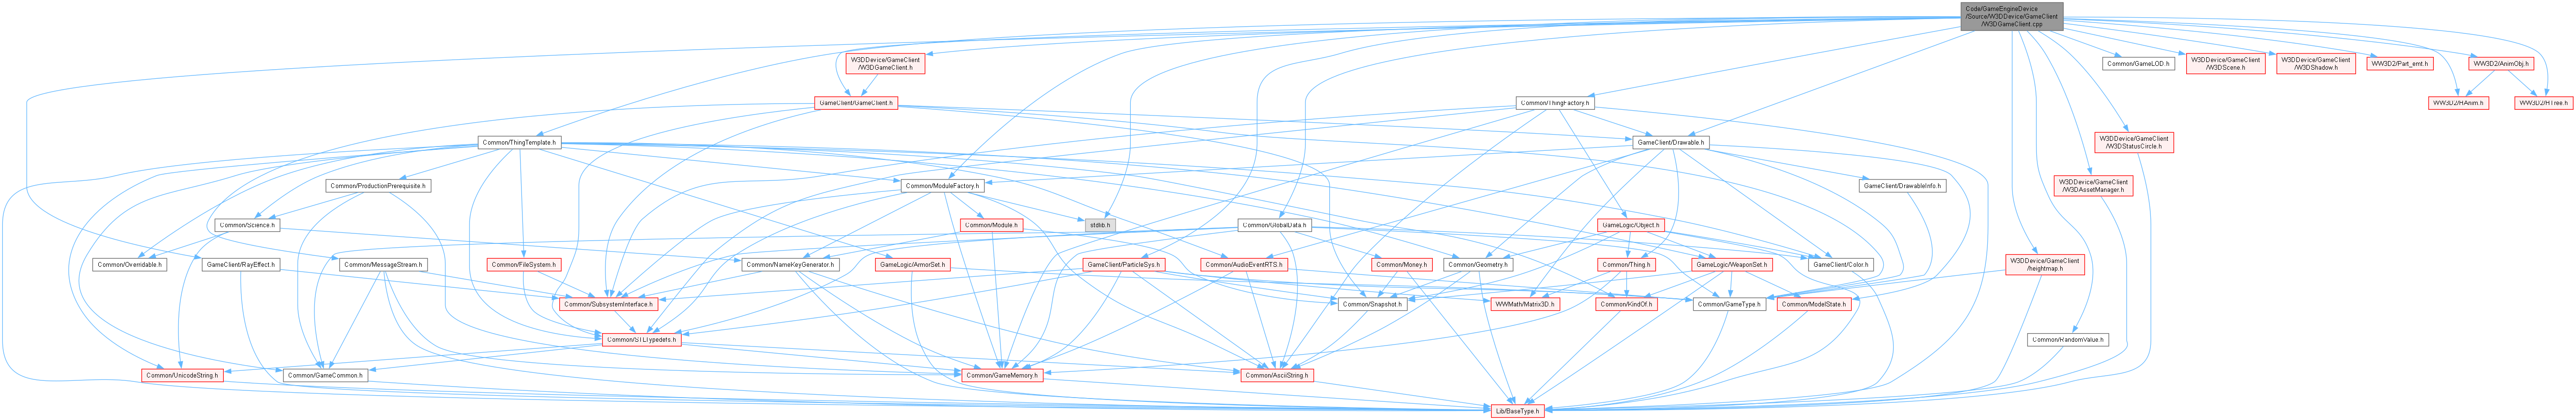 Code/GameEngineDevice
/Source/W3DDevice/GameClient
/W3DGameClient.cpp
W3DDevice/GameClient
/W3DGameClient.h
Common/GameLOD.h
W3DDevice/GameClient
/W3DScene.h
W3DDevice/GameClient
/W3DShadow.h
WW3D2/Part_emt.h
WW3D2/AnimObj.h
GameClient/GameClient.h
Common/ThingFactory.h
WW3D2/HAnim.h
WW3D2/HTree.h
Common/ThingTemplate.h
GameClient/Drawable.h
W3DDevice/GameClient
/W3DStatusCircle.h
Common/ProductionPrerequisite.h
Common/ModuleFactory.h
GameClient/DrawableInfo.h
W3DDevice/GameClient
/W3DAssetManager.h
Common/Science.h
Common/Module.h
stdlib.h
Common/GlobalData.h
GameLogic/Object.h
Common/Overridable.h
GameClient/RayEffect.h
Common/MessageStream.h
Common/FileSystem.h
Common/NameKeyGenerator.h
GameLogic/ArmorSet.h
GameClient/ParticleSys.h
Common/AudioEventRTS.h
Common/Money.h
Common/Geometry.h
Common/Thing.h
GameLogic/WeaponSet.h
GameClient/Color.h
W3DDevice/GameClient
/heightmap.h
Common/SubsystemInterface.h
Common/Snapshot.h
WWMath/Matrix3D.h
Common/KindOf.h
Common/GameType.h
Common/ModelState.h
Common/STLTypedefs.h
Common/RandomValue.h
Common/UnicodeString.h
Common/GameCommon.h
Common/GameMemory.h
Common/AsciiString.h
Lib/BaseType.h